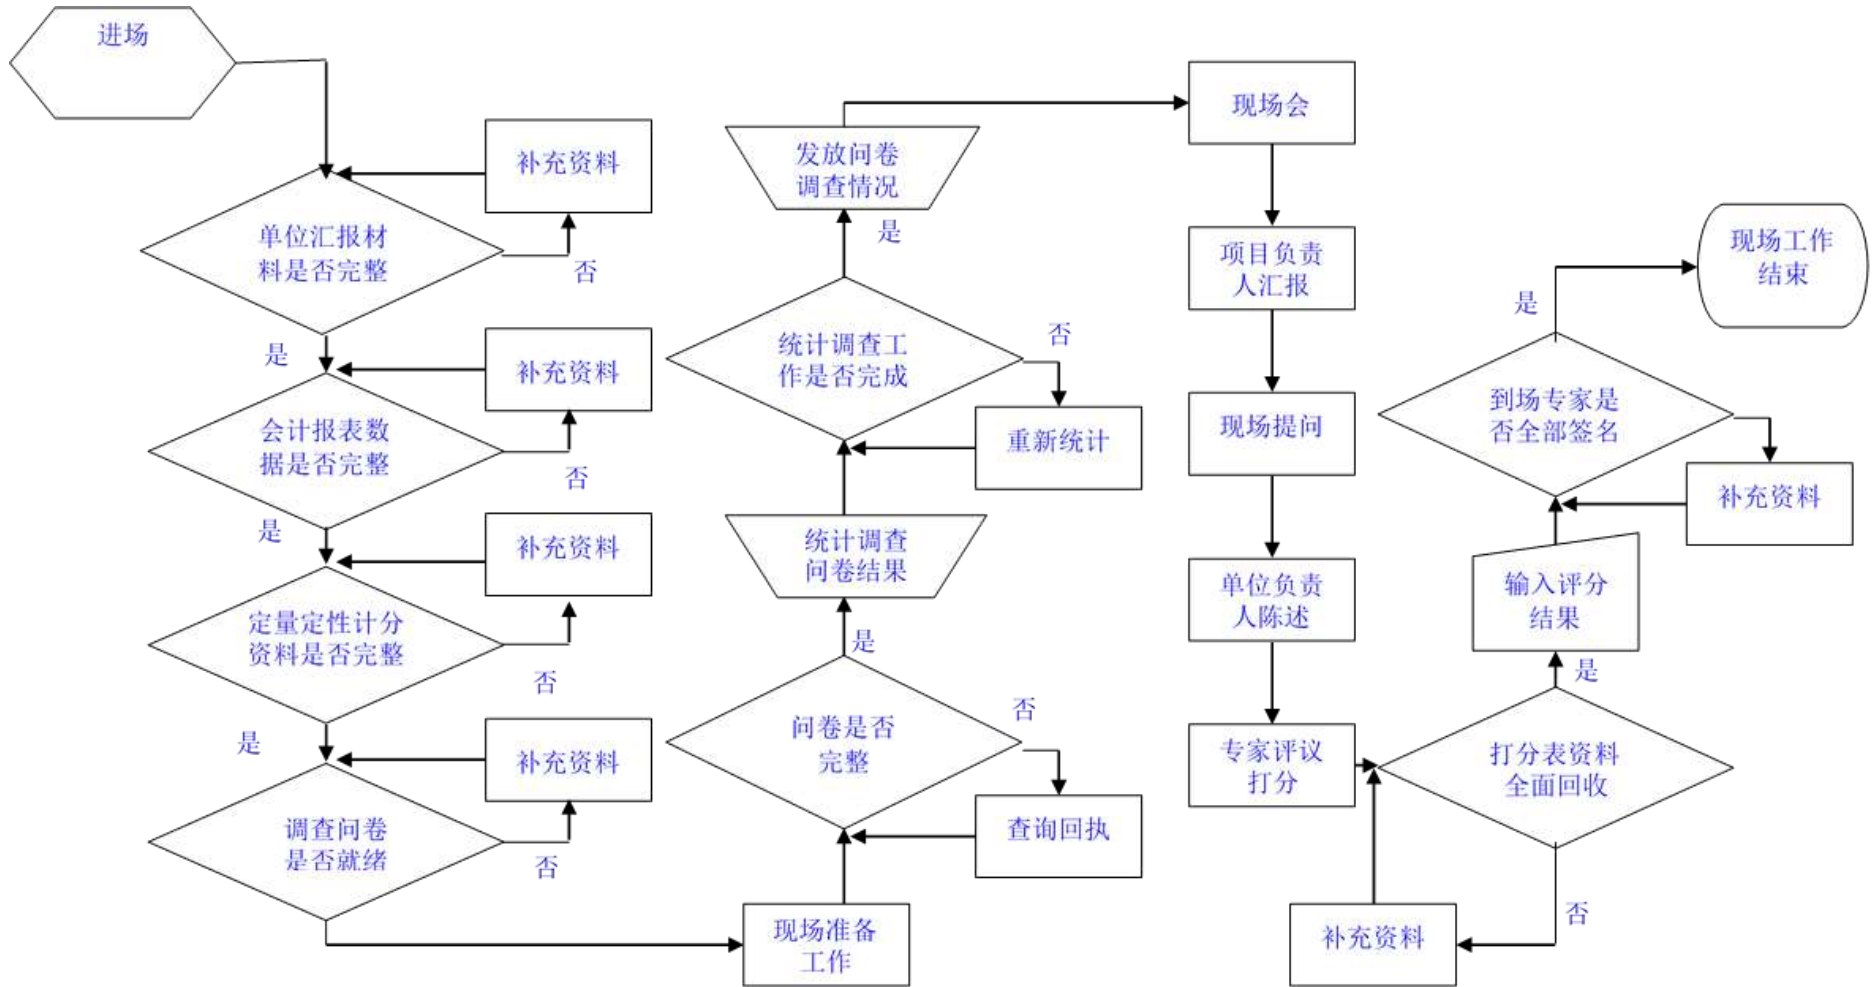 进场
补充资料
单位汇报材
料是否完整
否
是
补充资料
会计报表数
据是否完整
否
是
补充资料
定量定性计分
资料是否完整
否
是
补充资料
调查问卷
是否就绪
否
现场准备
工作
问卷是否
完整
否
查询回执
是
统计调查
问卷结果
统计调查工
作是否完成
否
重新统计
是
发放问卷
调查情况
现场会
项目负责
人汇报
现场提问
单位负责
人陈述
专家评议
打分
打分表资料
全面回收
否
补充资料
是
输入评分
结果
到场专家是
否全部签名
补充资料
是
现场工作
结束